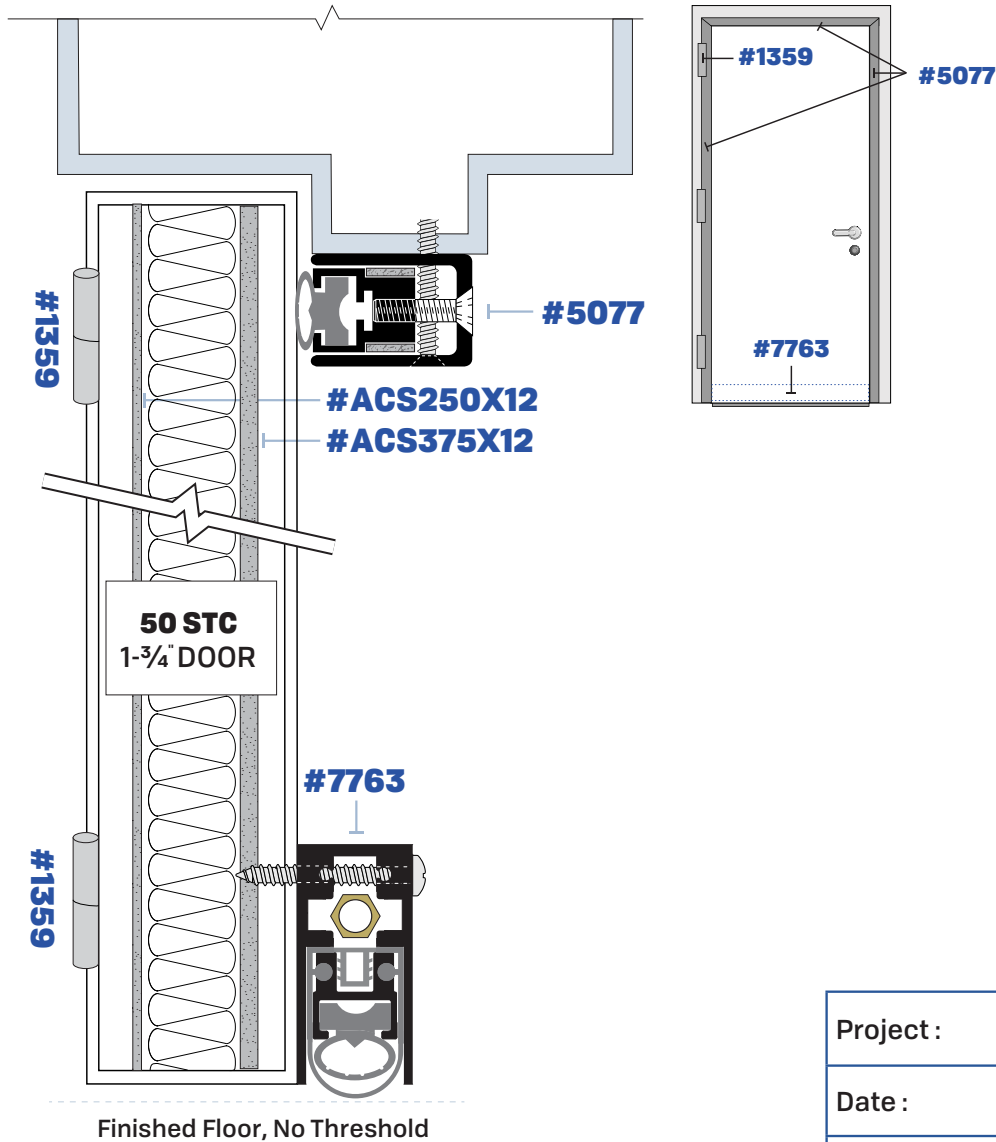 #1359
#5077
#7763
#1359
#5077
#ACS250X12
#ACS375X12
50 STC
1-¾" DOOR
#7763
#1359
Finished Floor, No Threshold
Project :
Date :